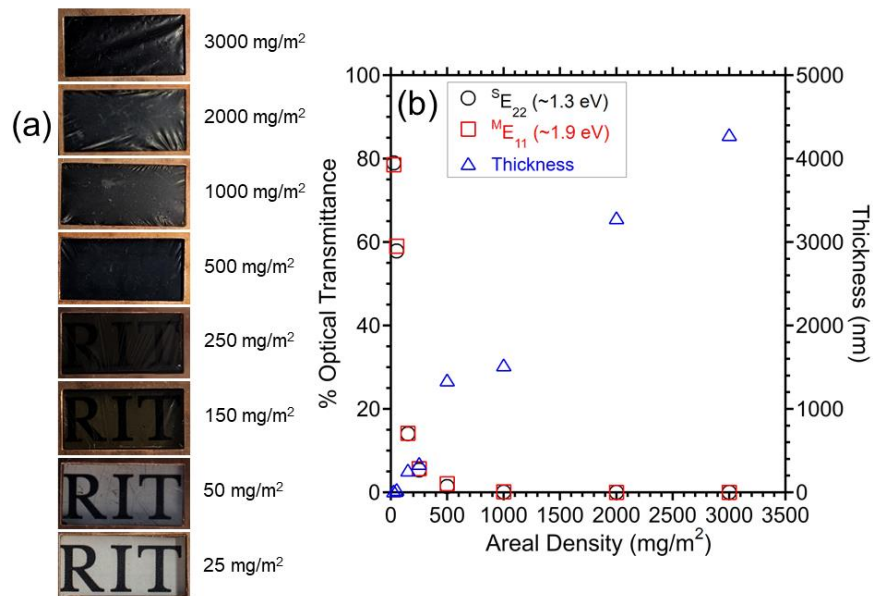 (a)
3000 mg/m²
2000 mg/m²
1000 mg/m²
500 mg/m²
RIT
250 mg/m²
RIT
150 mg/m²
RIT
50 mg/m²
RIT
25 mg/m²
(b)
ˢE₂₂ (~1.3 eV)
ᴹE₁₁ (~1.9 eV)
Thickness
% Optical Transmittance
100
80
60
40
20
0
Thickness (nm)
5000
4000
3000
2000
1000
0
0 500 1000 1500 2000 2500 3000 3500
Areal Density (mg/m²)